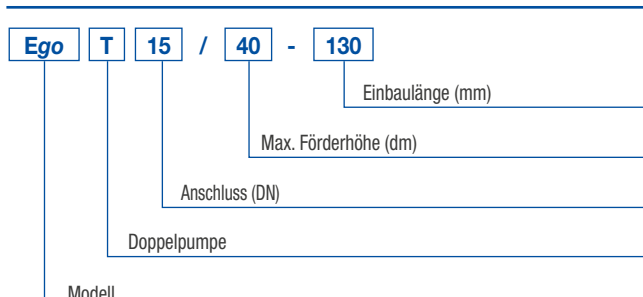 Ego T 15 / 40 - 130
Einbaulänge (mm)
Max. Förderhöhe (dm)
Anschluss (DN)
Doppelpumpe
Modell